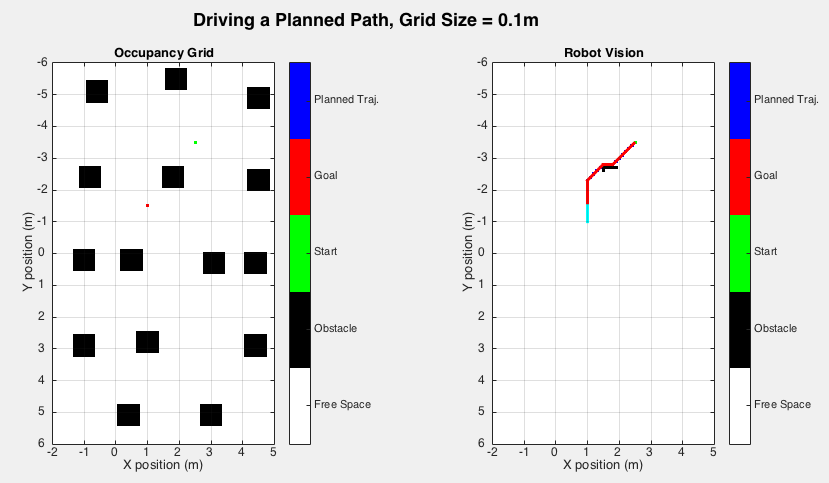 Driving a Planned Path, Grid Size = 0.1m
Occupancy Grid
-6
-5
-4
-3
-2
-1
0
1
2
3
4
5
6
Y position (m)
-2 -1 0 1 2 3 4 5
X position (m)
Planned Traj.
Goal
Start
Obstacle
Free Space
Robot Vision
-6
-5
-4
-3
-2
-1
0
1
2
3
4
5
6
Y position (m)
-2 -1 0 1 2 3 4 5
X position (m)
Planned Traj.
Goal
Start
Obstacle
Free Space